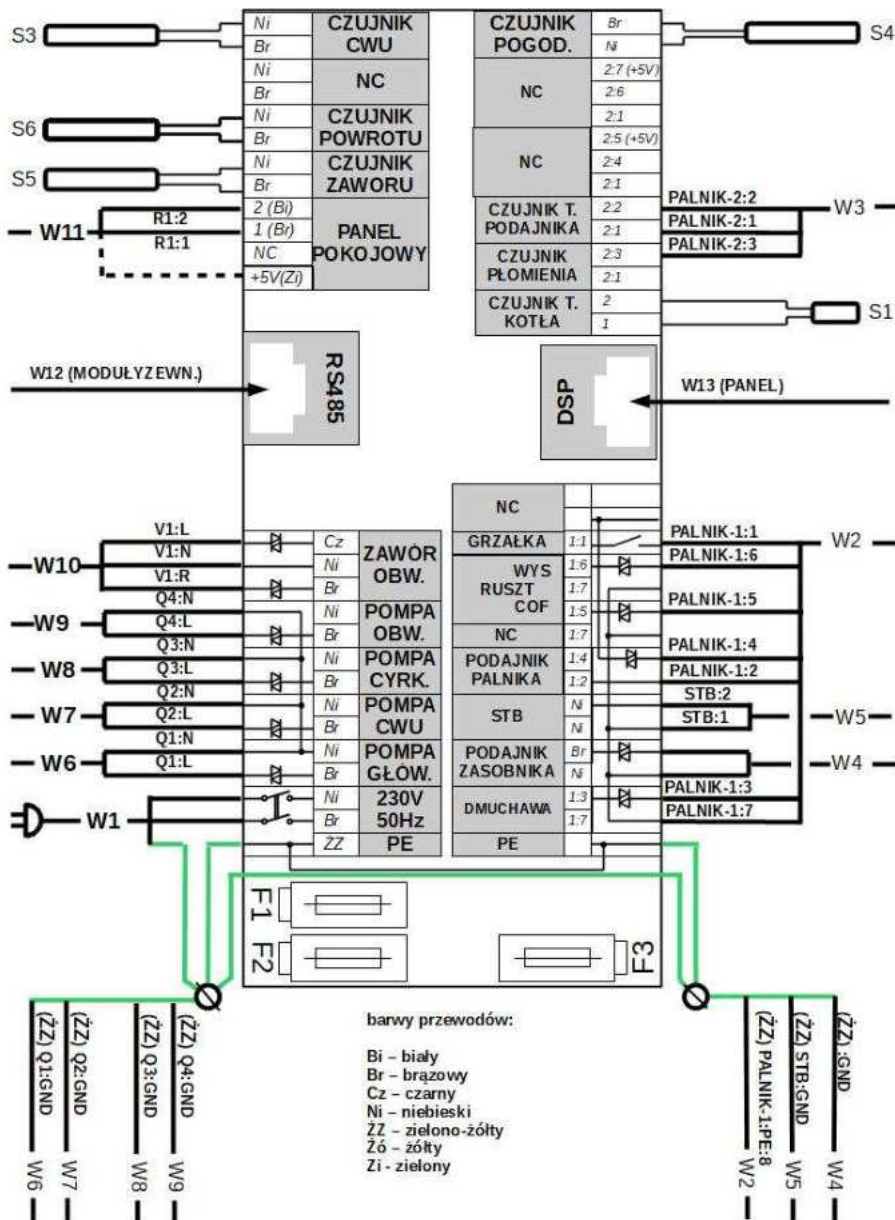 S3
Ni
Br
CZUJNIK
CWU
Ni
Br
NC
S6
Ni
Br
CZUJNIK
POWROTU
S5
Ni
Br
CZUJNIK
ZAWORU
W11
R1:2
R1:1
2 (Bi)
1 (Br)
NC
+5V(Zi)
PANEL
POKOJOWY
CZUJNIK
POGOD.
Br
Ni
S4
NC
2:7 (+5V)
2:6
2:1
NC
2:5 (+5V)
2:4
2:1
CZUJNIK T.
PODAJNIKA
2:2
2:1
CZUJNIK
PŁOMIENIA
2:3
2:1
PALNIK-2:2
PALNIK-2:1
PALNIK-2:3
W3
CZUJNIK T.
KOTŁA
2
1
S1
W12 (MODUŁYZEWN.)
RS485
DSP
W13 (PANEL)
W10
V1:L
V1:N
V1:R
Cz
Ni
Br
ZAWÓR
OBW.
W9
Q4:N
Q4:L
Ni
Br
POMPA
OBW.
W8
Q3:N
Q3:L
Ni
Br
POMPA
CYRK.
W7
Q2:N
Q2:L
Ni
Br
POMPA
CWU
W6
Q1:N
Q1:L
Ni
Br
POMPA
GŁÓW.
W1
Ni
Br
230V
50Hz
ŻZ
PE
NC
GRZAŁKA
1:1
PALNIK-1:1
W2
WYS
RUSZT
COF
1:6
1:7
1:5
PALNIK-1:6
PALNIK-1:5
NC
1:7
PODAJNIK
PALNIKA
1:4
1:2
PALNIK-1:4
PALNIK-1:2
STB
Ni
Ni
STB:2
STB:1
W5
PODAJNIK
ZASOBNIKA
Br
Ni
W4
DMUCHAWA
1:3
1:7
PALNIK-1:3
PALNIK-1:7
PE
F1
F2
F3
(ŻZ) Q1:GND
W6
(ŻZ) Q2:GND
W7
(ŻZ) Q3:GND
W8
(ŻZ) Q4:GND
W9
barwy przewodów:
Bi – biały
Br – brązowy
Cz – czarny
Ni – niebieski
ŻZ – zielono-żółty
Żó – żółty
Zi - zielony
(ŻZ) PALNIK-1:PE:8
W2
(ŻZ) STB:GND
W5
(ŻZ) :GND
W4